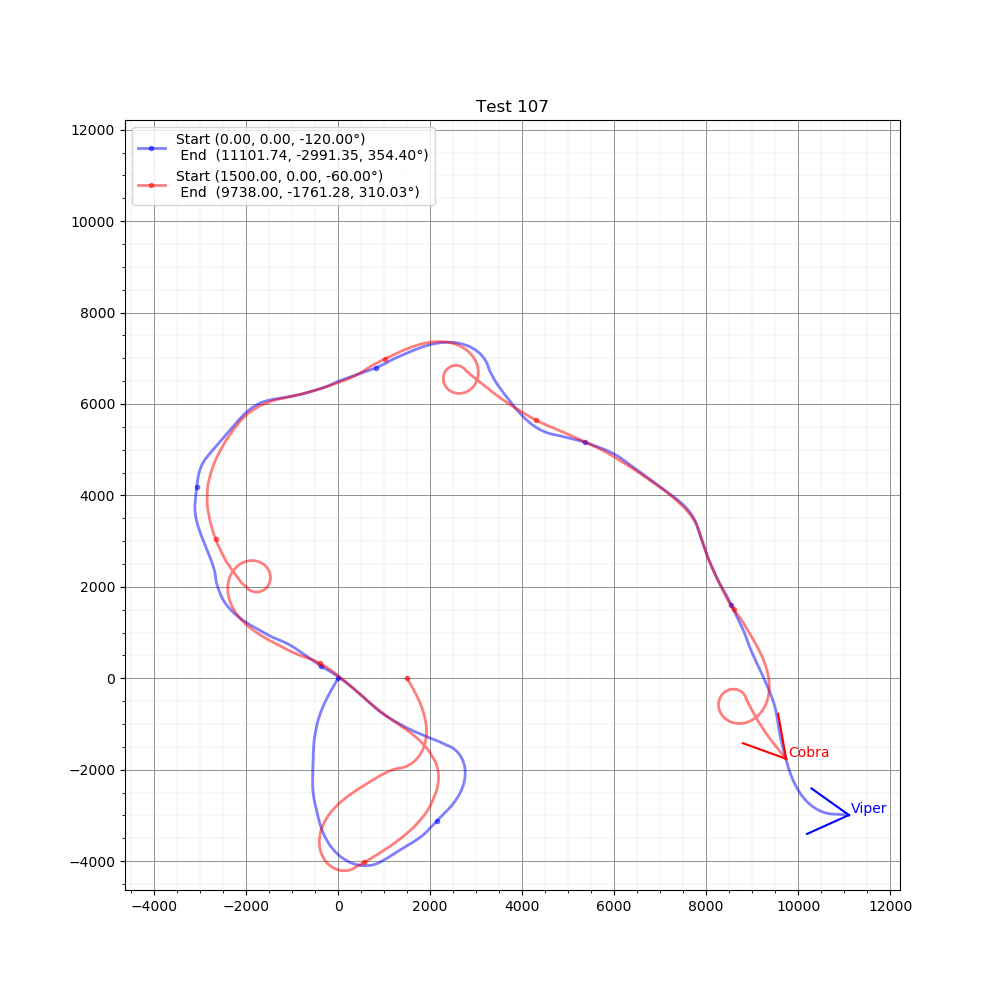 Test 107
Start (0.00, 0.00, -120.00°)
End (11101.74, -2991.35, 354.40°)
Start (1500.00, 0.00, -60.00°)
End (9738.00, -1761.28, 310.03°)
12000
10000
8000
6000
4000
2000
0
−2000
−4000
Cobra
Viper
−4000 −2000 0 2000 4000 6000 8000 10000 12000